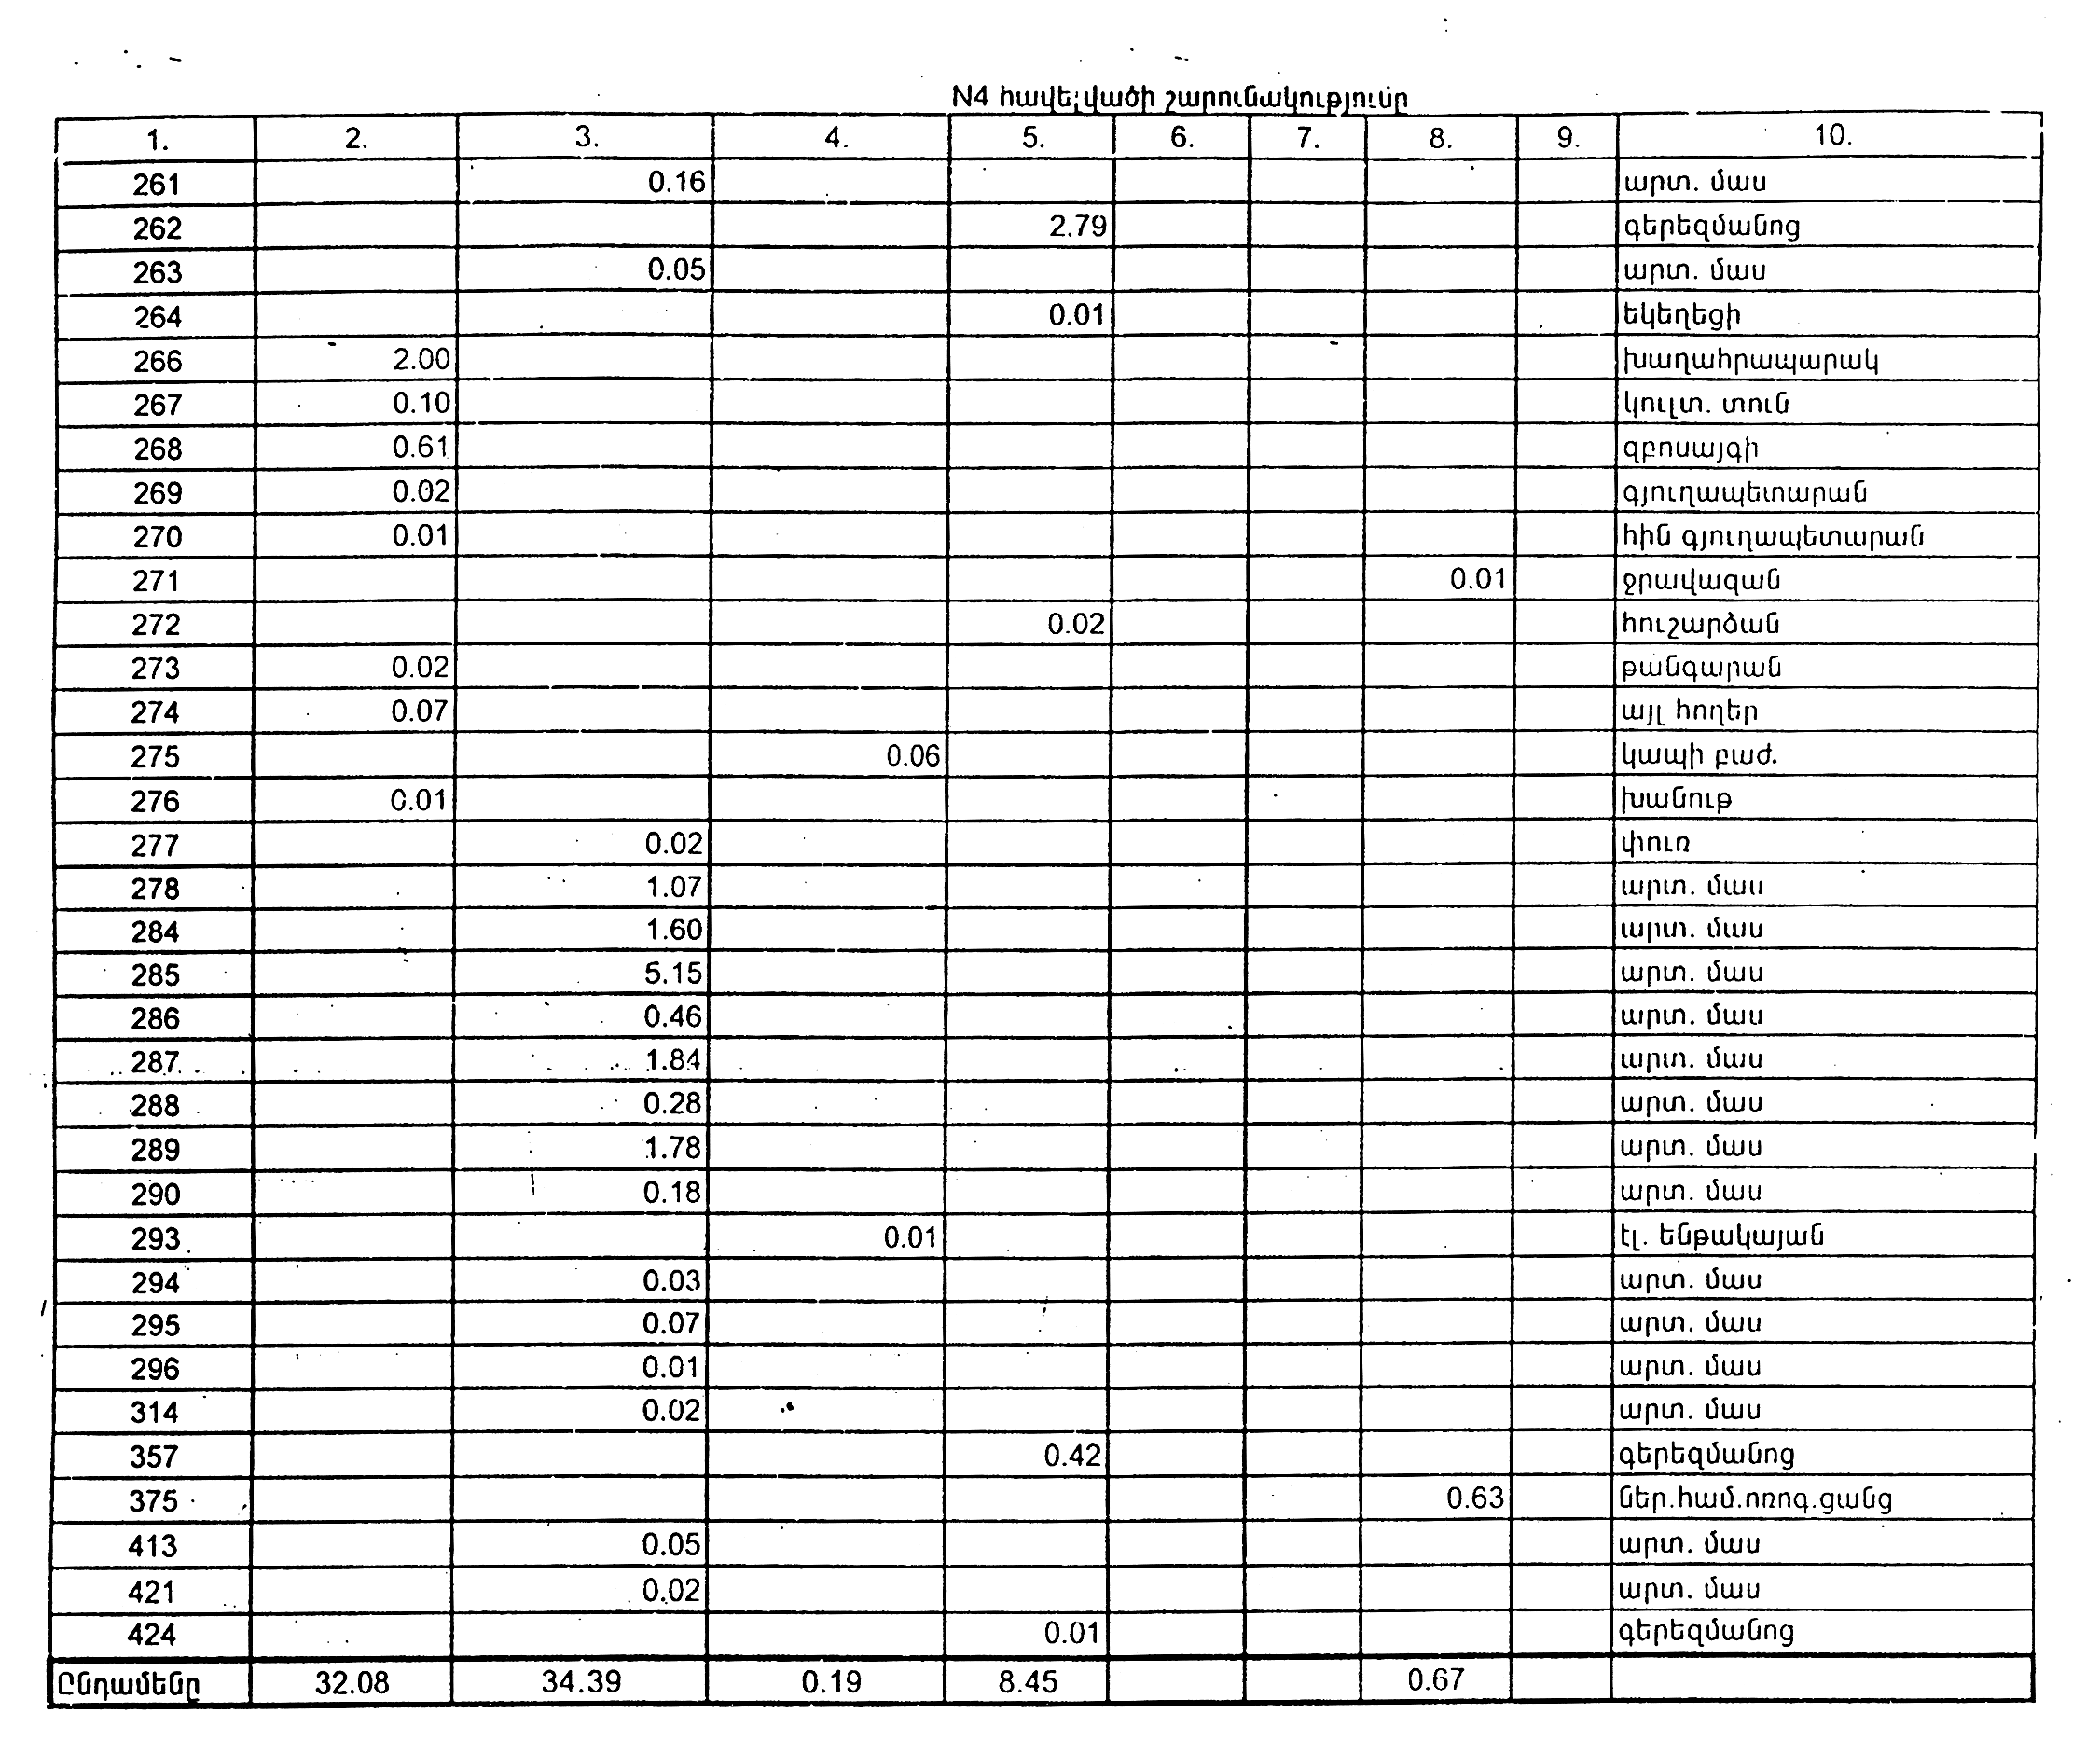 N4 հավելվածի շարունակությունը
1. 2. 3. 4. 5. 6. 7. 8. 9. 10.
261 0.16 արտ. մաս
262 2.79 գերեզմանոց
263 0.05 արտ. մաս
264 0.01 եկեղեցի
266 2.00 խաղահրապարակ
267 0.10 կուլտ. տուն
268 0.61 զբոսայգի
269 0.02 գյուղապետարան
270 0.01 հին գյուղապետարան
271 0.01 ջրավազան
272 0.02 հուշարձան
273 0.02 թանգարան
274 0.07 այլ հողեր
275 0.06 կապի բաժ.
276 0.01 խանութ
277 0.02 փուռ
278 1.07 արտ. մաս
284 1.60 արտ. մաս
285 5.15 արտ. մաս
286 0.46 արտ. մաս
287 1.84 արտ. մաս
288 0.28 արտ. մաս
289 1.78 արտ. մաս
290 0.18 արտ. մաս
293 0.01 էլ. ենթակայան
294 0.03 արտ. մաս
295 0.07 արտ. մաս
296 0.01 արտ. մաս
314 0.02 արտ. մաս
357 0.42 գերեզմանոց
375 0.63 ներ.համ.ոռոգ.ցանց
413 0.05 արտ. մաս
421 0.02 արտ. մաս
424 0.01 գերեզմանոց
Ընդամենը 32.08 34.39 0.19 8.45 0.67